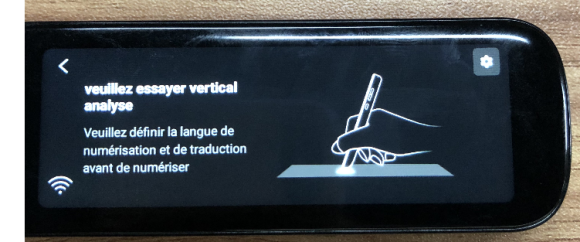 veuillez essayer vertical
analyse
Veuillez définir la langue de
numérisation et de traduction
avant de numériser